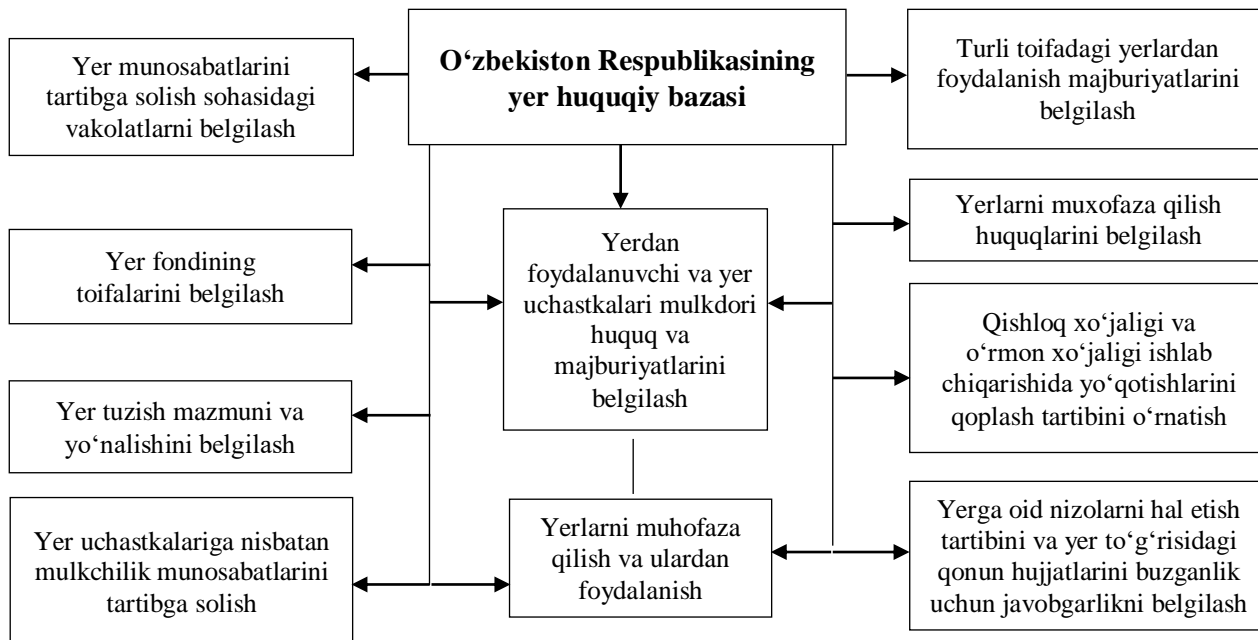 O‘zbekiston Respublikasining
yer huquqiy bazasi
Yer munosabatlarini
tartibga solish sohasidagi
vakolatlarni belgilash
Yer fondining
toifalarini belgilash
Yer tuzish mazmuni va
yo‘nalishini belgilash
Yer uchastkalariga nisbatan
mulkchilik munosabatlarini
tartibga solish
Yerdan
foydalanuvchi va yer
uchastkalari mulkdori
huquq va
majburiyatlarini
belgilash
Yerlarni muhofaza
qilish va ulardan
foydalanish
Turli toifadagi yerlardan
foydalanish majburiyatlarini
belgilash
Yerlarni muxofaza qilish
huquqlarini belgilash
Qishloq xo‘jaligi va
o‘rmon xo‘jaligi ishlab
chiqarishida yo‘qotishlarini
qoplash tartibini o‘rnatish
Yerga oid nizolarni hal etish
tartibini va yer to‘g‘risidagi
qonun hujjatlarini buzganlik
uchun javobgarlikni belgilash